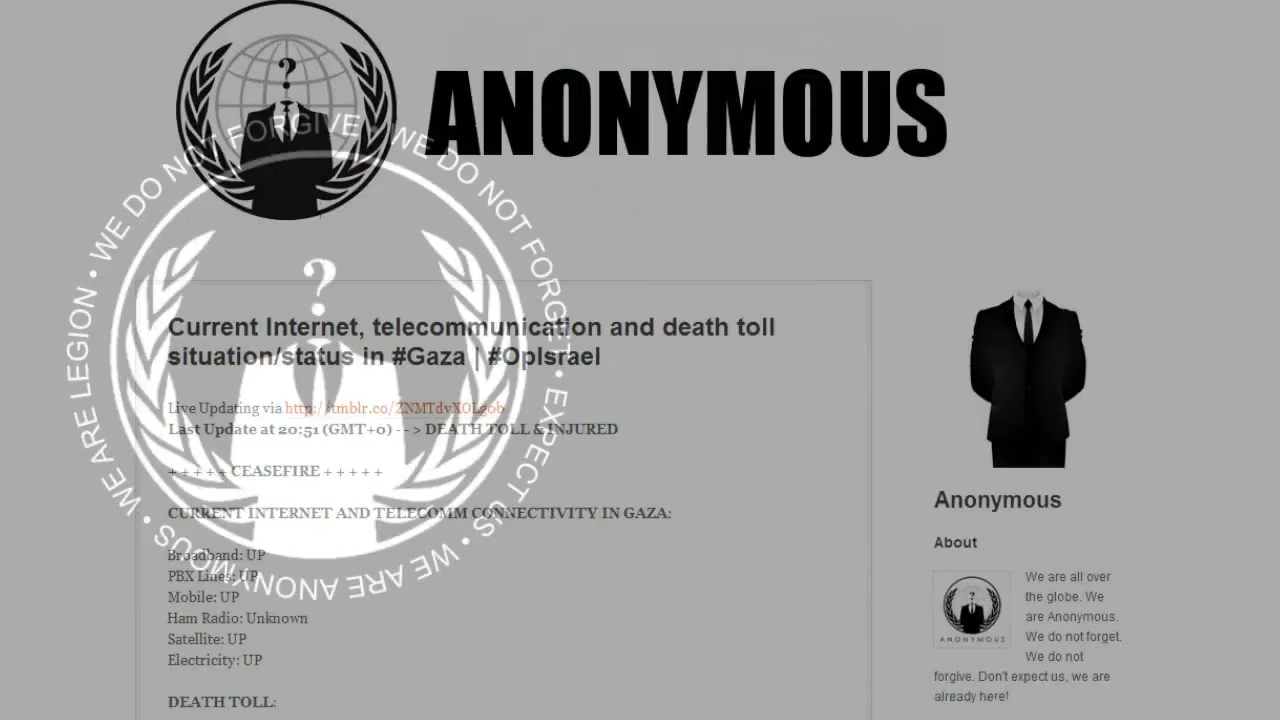 ANONYMOUS
WE ARE ANONYMOUS • WE ARE LEGION • WE DO NOT FORGIVE • WE DO NOT FORGET • EXPECT US •
Current Internet, telecommunication and death toll
situation/status in #Gaza | #OpIsrael
Live Updating via http://tmblr.co/ZNMTdvXOLgob
Last Update at 20:51 (GMT+0) - - > DEATH TOLL & INJURED
+ + + + + CEASEFIRE + + + + +
CURRENT INTERNET AND TELECOMM CONNECTIVITY IN GAZA:
Broadband: UP
PBX Lines: UP
Mobile: UP
Ham Radio: Unknown
Satellite: UP
Electricity: UP
DEATH TOLL:
Anonymous
About
ANONYMOUS
We are all over
the globe. We
are Anonymous.
We do not forget.
We do not
forgive. Don't expect us, we are
already here!